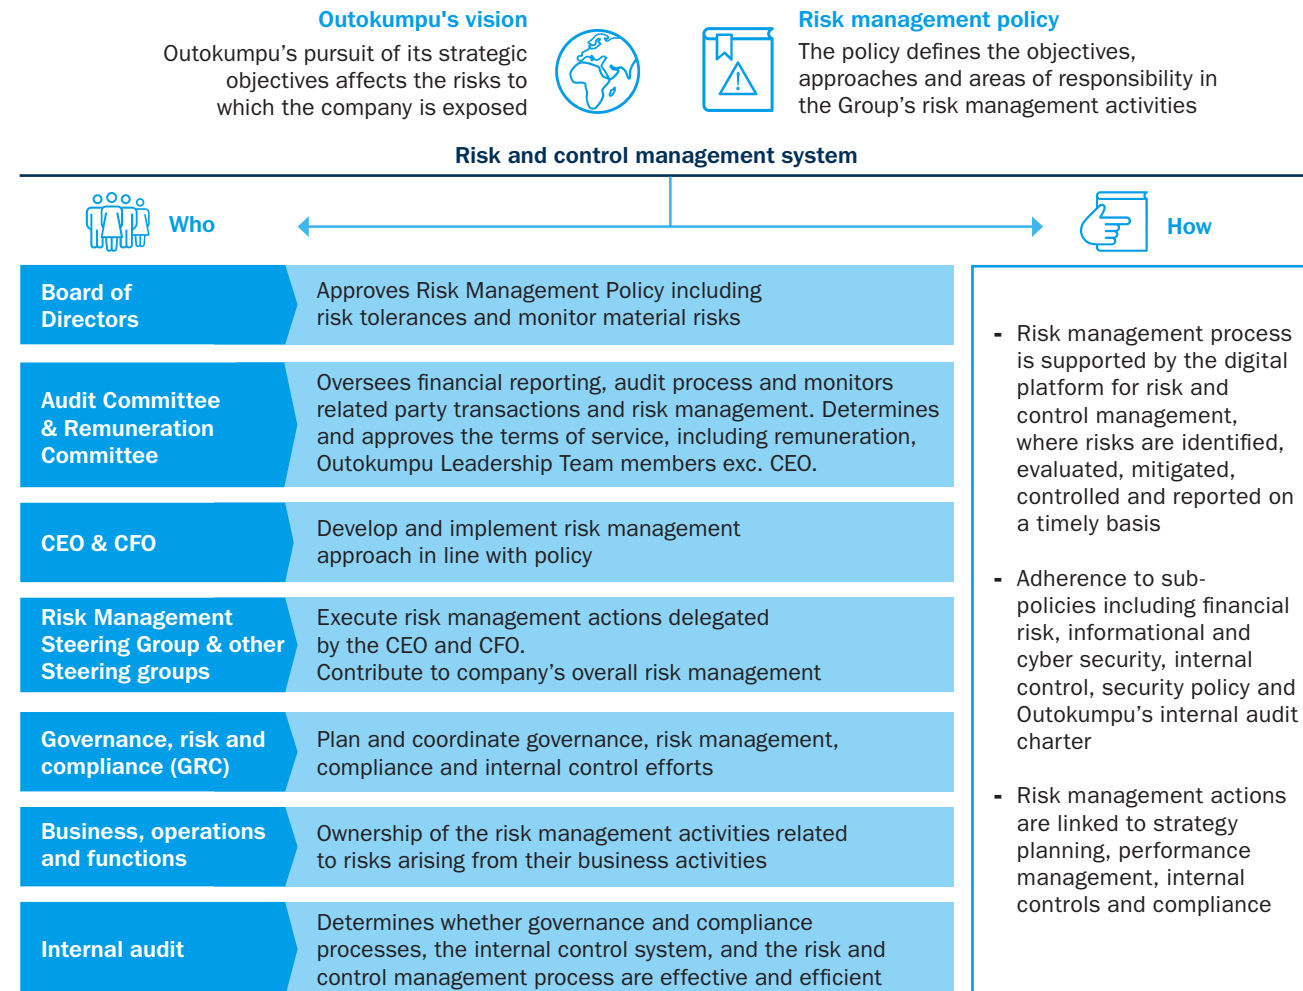 Outokumpu's vision
Outokumpu’s pursuit of its strategic
objectives affects the risks to
which the company is exposed
Risk management policy
The policy defines the objectives,
approaches and areas of responsibility in
the Group’s risk management activities
Risk and control management system
Who
How
Board of
Directors
Approves Risk Management Policy including
risk tolerances and monitor material risks
Audit Committee
& Remuneration
Committee
Oversees financial reporting, audit process and monitors
related party transactions and risk management. Determines
and approves the terms of service, including remuneration,
Outokumpu Leadership Team members exc. CEO.
CEO & CFO
Develop and implement risk management
approach in line with policy
Risk Management
Steering Group & other
Steering groups
Execute risk management actions delegated
by the CEO and CFO.
Contribute to company’s overall risk management
Governance, risk and
compliance (GRC)
Plan and coordinate governance, risk management,
compliance and internal control efforts
Business, operations
and functions
Ownership of the risk management activities related
to risks arising from their business activities
Internal audit
Determines whether governance and compliance
processes, the internal control system, and the risk and
control management process are effective and efficient
- Risk management process
is supported by the digital
platform for risk and
control management,
where risks are identified,
evaluated, mitigated,
controlled and reported on
a timely basis
- Adherence to sub-
policies including financial
risk, informational and
cyber security, internal
control, security policy and
Outokumpu’s internal audit
charter
- Risk management actions
are linked to strategy
planning, performance
management, internal
controls and compliance